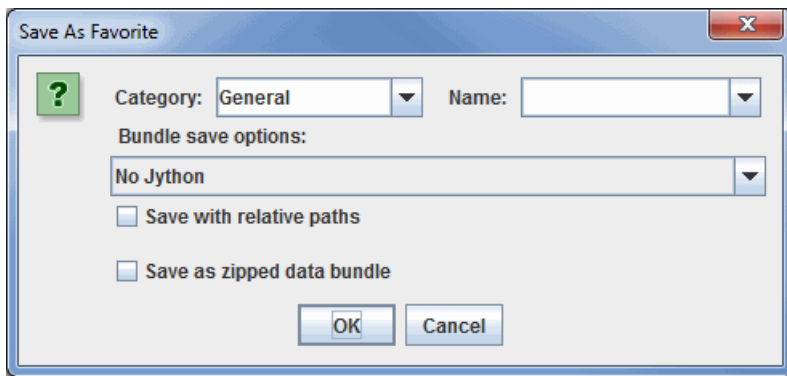 Save As Favorite
? Category: General Name:
Bundle save options:
No Jython
Save with relative paths
Save as zipped data bundle
OK Cancel